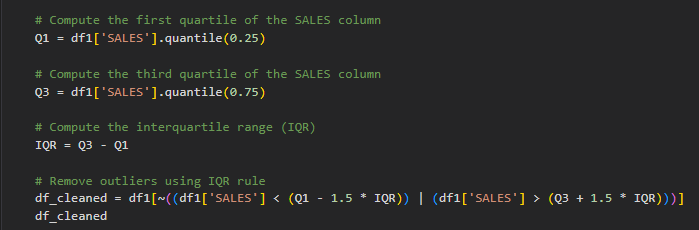 # Compute the first quartile of the SALES column
Q1 = df1['SALES'].quantile(0.25)
# Compute the third quartile of the SALES column
Q3 = df1['SALES'].quantile(0.75)
# Compute the interquartile range (IQR)
IQR = Q3 - Q1
# Remove outliers using IQR rule
df_cleaned = df1[~((df1['SALES'] < (Q1 - 1.5 * IQR)) | (df1['SALES'] > (Q3 + 1.5 * IQR)))]
df_cleaned